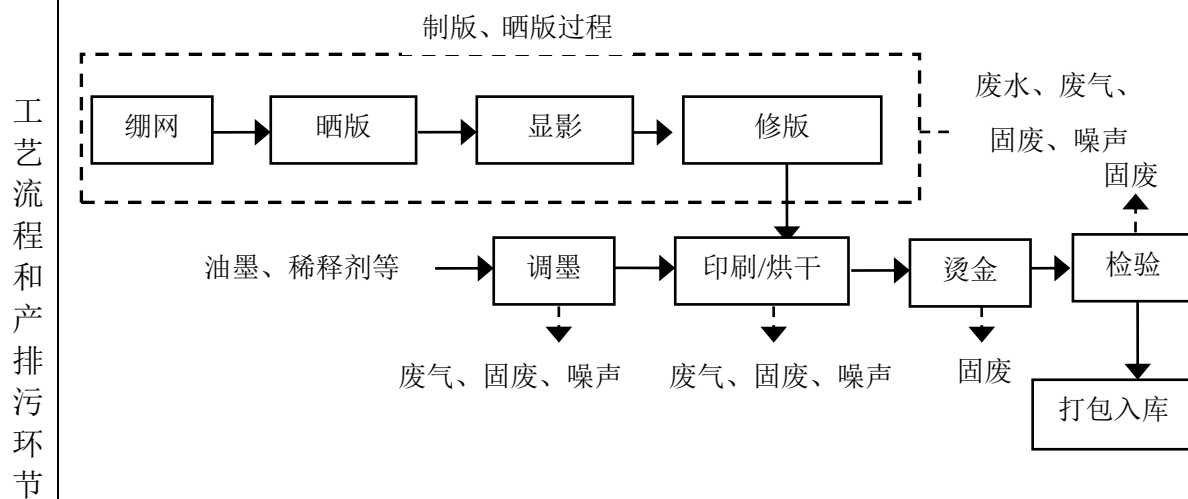 工艺流程和产排污环节
制版、晒版过程
绷网
晒版
显影
修版
废水、废气、
固废、噪声
固废
油墨、稀释剂等
调墨
印刷/烘干
烫金
检验
废气、固废、噪声
废气、固废、噪声
固废
打包入库